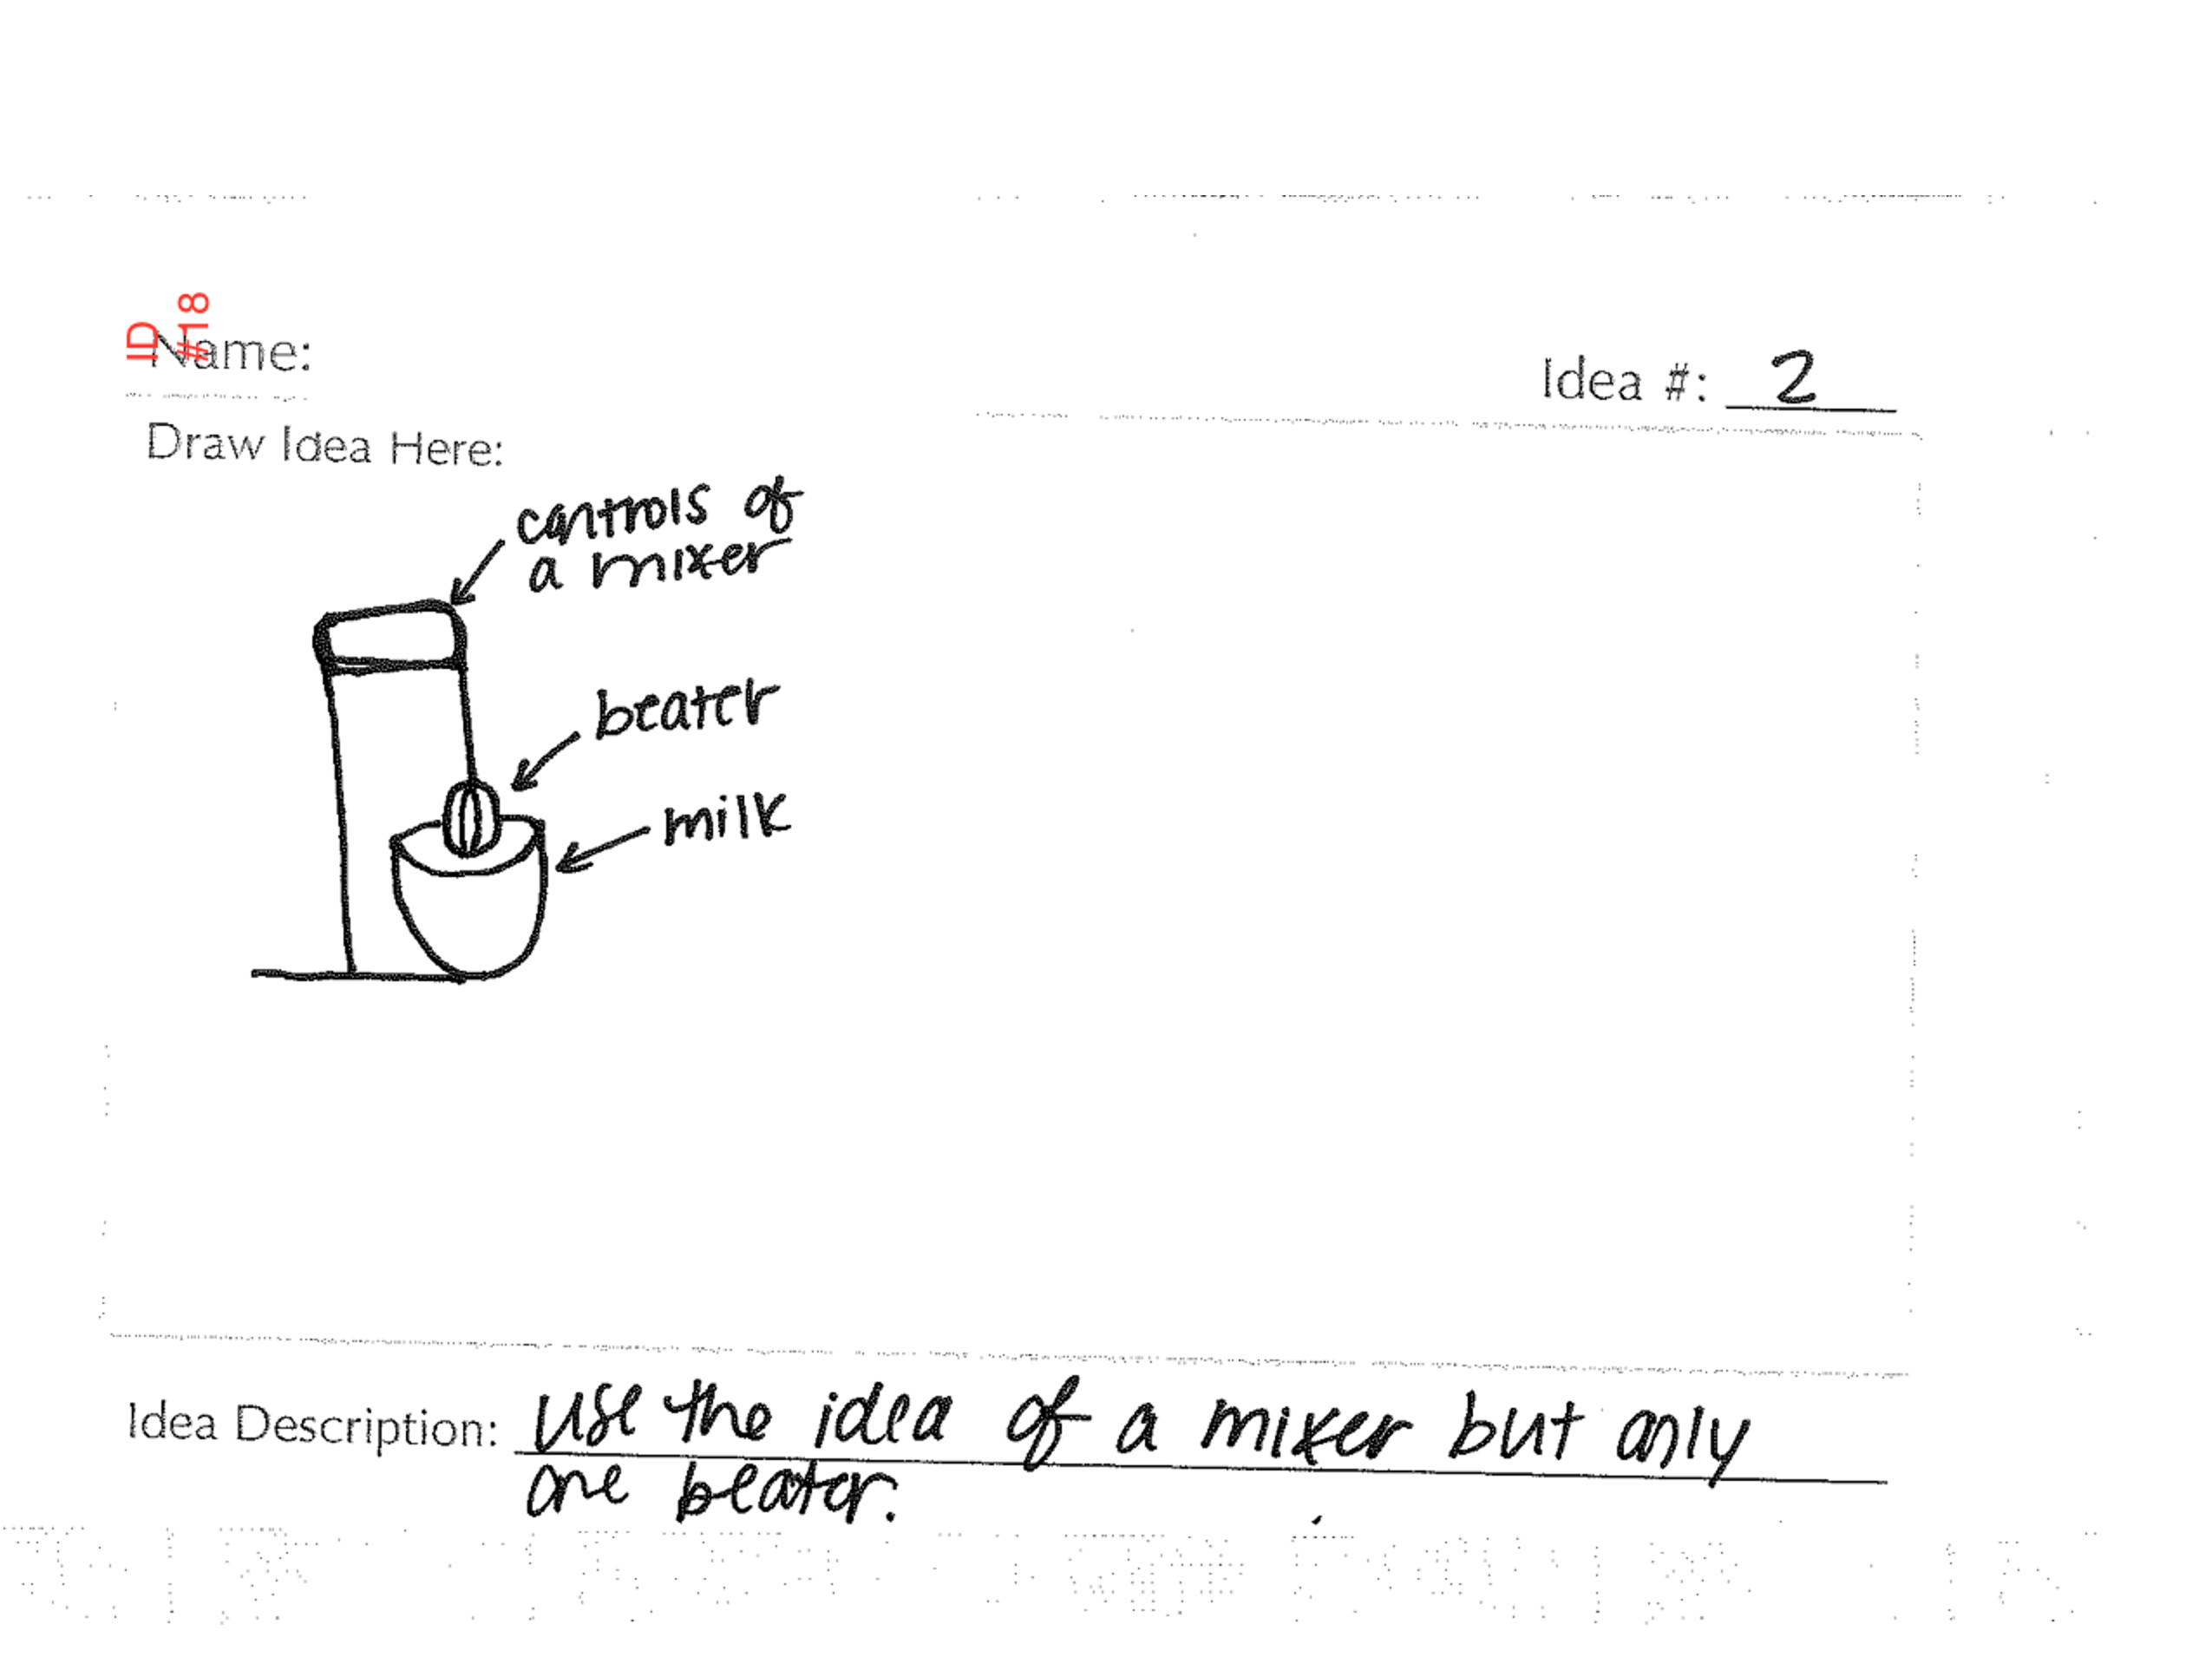 ID
#18
Name:
Idea #: 2
Draw Idea Here:
controls of
a mixer
beater
milk
Idea Description: use the idea of a mixer but only
one beater.